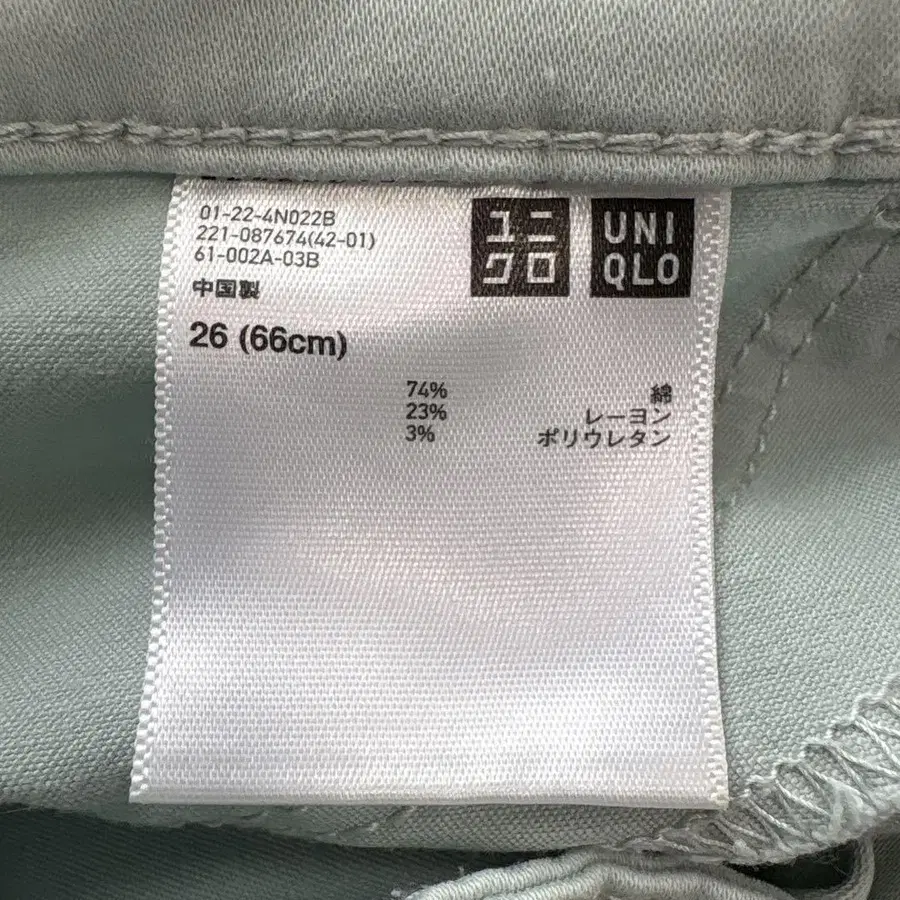 01-22-4N022B
221-087674(42-01)
61-002A-03B
中国製
26 (66cm)
ユニ
クロ
UNI
QLO
74% 綿
23% レーヨン
3% ポリウレタン